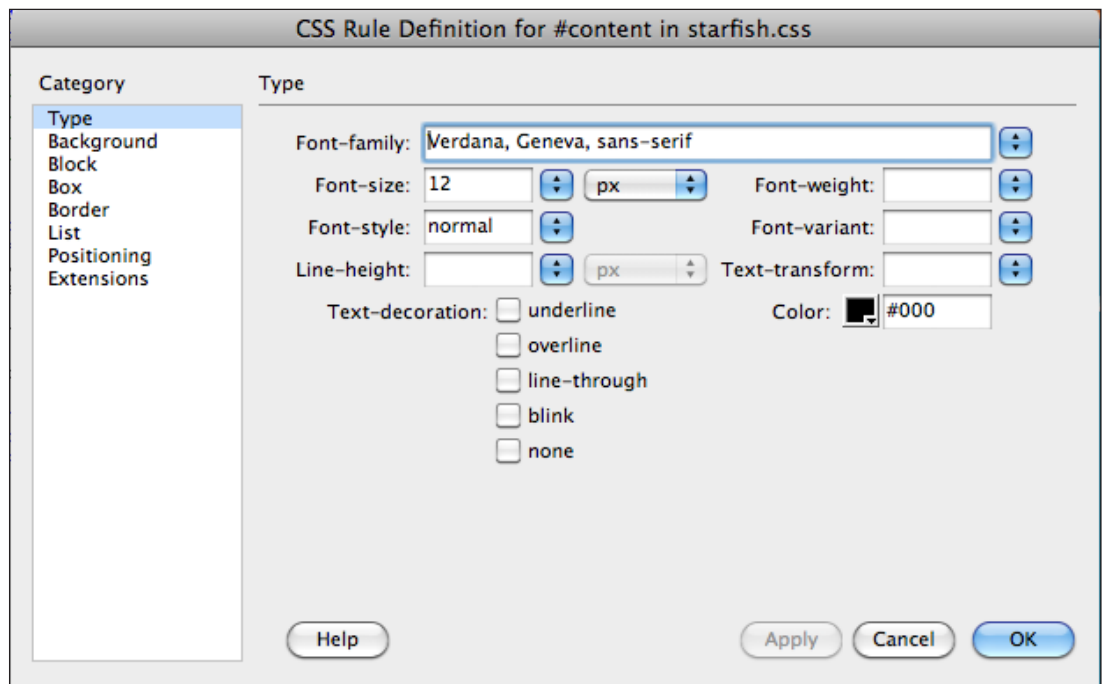 CSS Rule Definition for #content in starfish.css
Category
Type
Background
Block
Box
Border
List
Positioning
Extensions
Type
Font-family: Verdana, Geneva, sans-serif
Font-size: 12 px Font-weight:
Font-style: normal Font-variant:
Line-height: px Text-transform:
Text-decoration: underline Color: #000
overline
line-through
blink
none
Help Apply Cancel OK